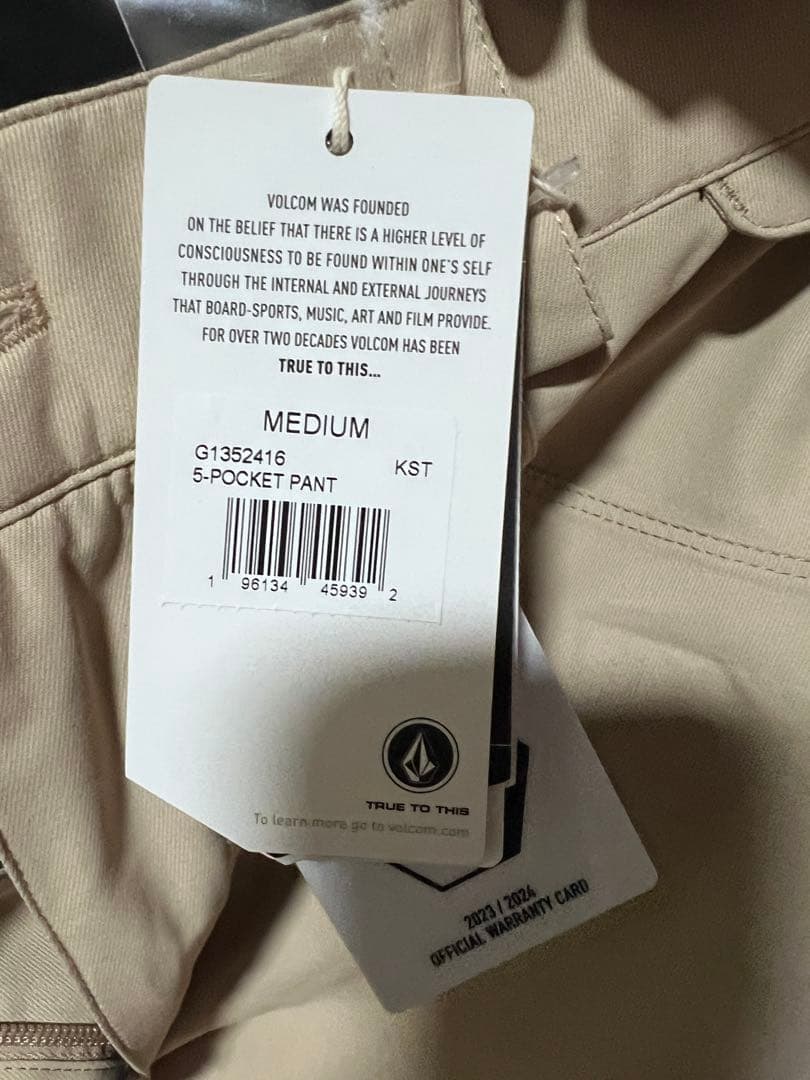 VOLCOM WAS FOUNDED
ON THE BELIEF THAT THERE IS A HIGHER LEVEL OF
CONSCIOUSNESS TO BE FOUND WITHIN ONE'S SELF
THROUGH THE INTERNAL AND EXTERNAL JOURNEYS
THAT BOARD-SPORTS, MUSIC, ART AND FILM PROVIDE.
FOR OVER TWO DECADES VOLCOM HAS BEEN
TRUE TO THIS...
MEDIUM
G1352416 KST
5-POCKET PANT
1 96134 45939 2
TRUE TO THIS
To learn more go to volcom.com
2023 / 2024
OFFICIAL WARRANTY CARD